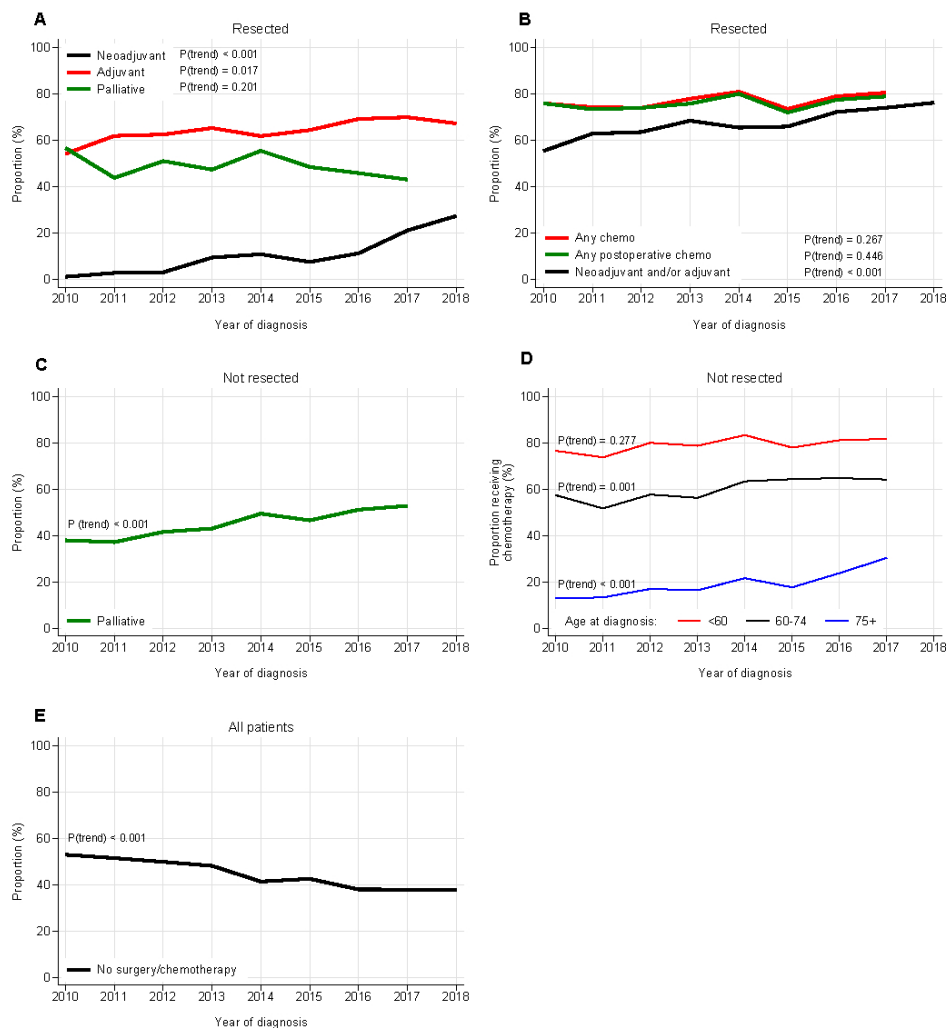 A
Resected
100
80
60
40
20
0
Proportion (%)
Neoadjuvant P(trend) < 0.001
Adjuvant P(trend) = 0.017
Palliative P(trend) = 0.201
2010 2011 2012 2013 2014 2015 2016 2017 2018
Year of diagnosis
B
Resected
100
80
60
40
20
0
Proportion (%)
Any chemo P(trend) = 0.267
Any postoperative chemo P(trend) = 0.446
Neoadjuvant and/or adjuvant P(trend) < 0.001
2010 2011 2012 2013 2014 2015 2016 2017 2018
Year of diagnosis
C
Not resected
100
80
60
40
20
0
Proportion (%)
P (trend) < 0.001
Palliative
2010 2011 2012 2013 2014 2015 2016 2017 2018
Year of diagnosis
D
Not resected
100
80
60
40
20
0
Proportion receiving
chemotherapy (%)
P(trend) = 0.277
P(trend) = 0.001
P(trend) < 0.001
Age at diagnosis: <60 60-74 75+
2010 2011 2012 2013 2014 2015 2016 2017 2018
Year of diagnosis
E
All patients
100
80
60
40
20
0
Proportion (%)
P(trend) < 0.001
No surgery/chemotherapy
2010 2011 2012 2013 2014 2015 2016 2017 2018
Year of diagnosis